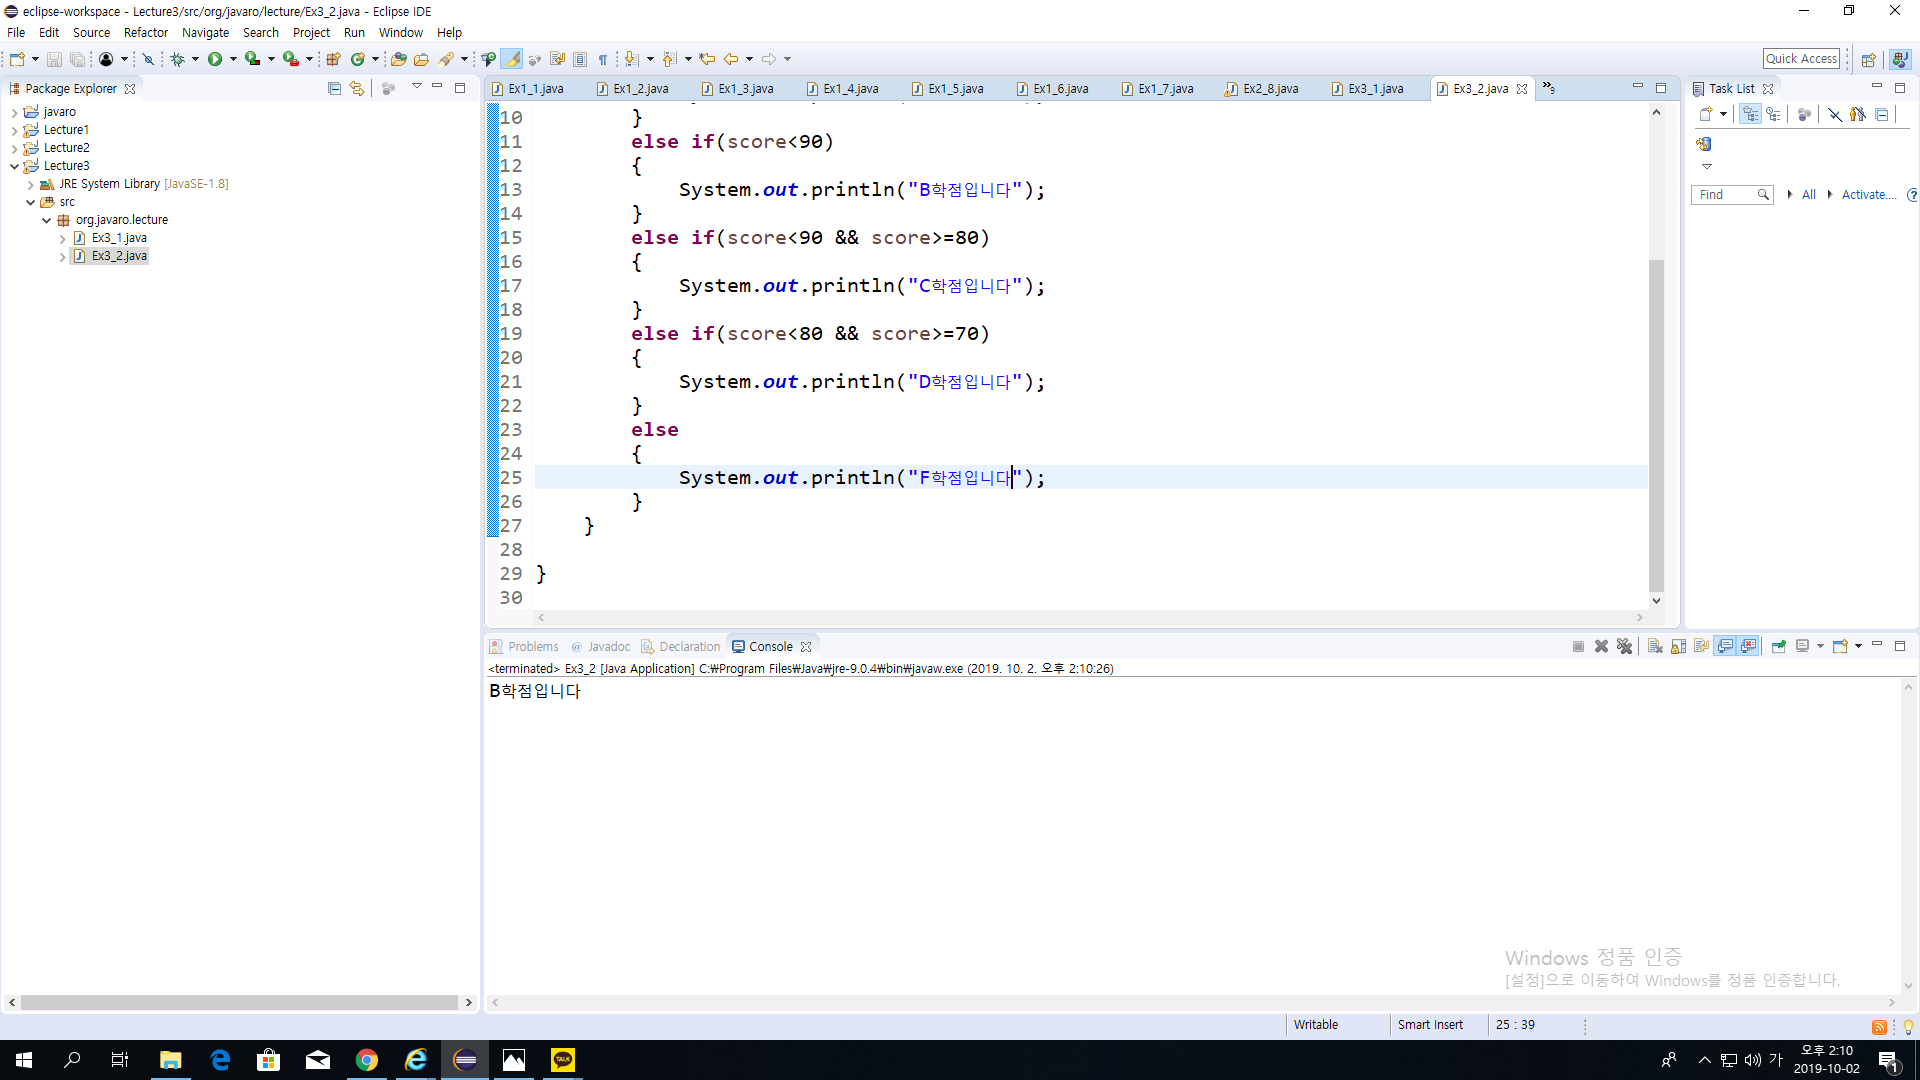 eclipse-workspace - Lecture3/src/org/javaro/lecture/Ex3_2.java - Eclipse IDE
File Edit Source Refactor Navigate Search Project Run Window Help
Quick Access
Package Explorer
javaro
Lecture1
Lecture2
Lecture3
JRE System Library [JavaSE-1.8]
src
org.javaro.lecture
Ex3_1.java
Ex3_2.java
Ex1_1.java Ex1_2.java Ex1_3.java Ex1_4.java Ex1_5.java Ex1_6.java Ex1_7.java Ex2_8.java Ex3_1.java Ex3_2.java »9
10 }
11 else if(score<90)
12 {
13 System.out.println("B학점입니다");
14 }
15 else if(score<90 && score>=80)
16 {
17 System.out.println("C학점입니다");
18 }
19 else if(score<80 && score>=70)
20 {
21 System.out.println("D학점입니다");
22 }
23 else
24 {
25 System.out.println("F학점입니다");
26 }
27 }
28
29 }
30
Task List
Find All Activate...
Problems @ Javadoc Declaration Console
<terminated> Ex3_2 [Java Application] C:₩Program Files₩Java₩jre-9.0.4₩bin₩javaw.exe (2019. 10. 2. 오후 2:10:26)
B학점입니다
Windows 정품 인증
[설정]으로 이동하여 Windows를 정품 인증합니다.
Writable Smart Insert 25 : 39
TALK
가
오후 2:10
2019-10-02
1